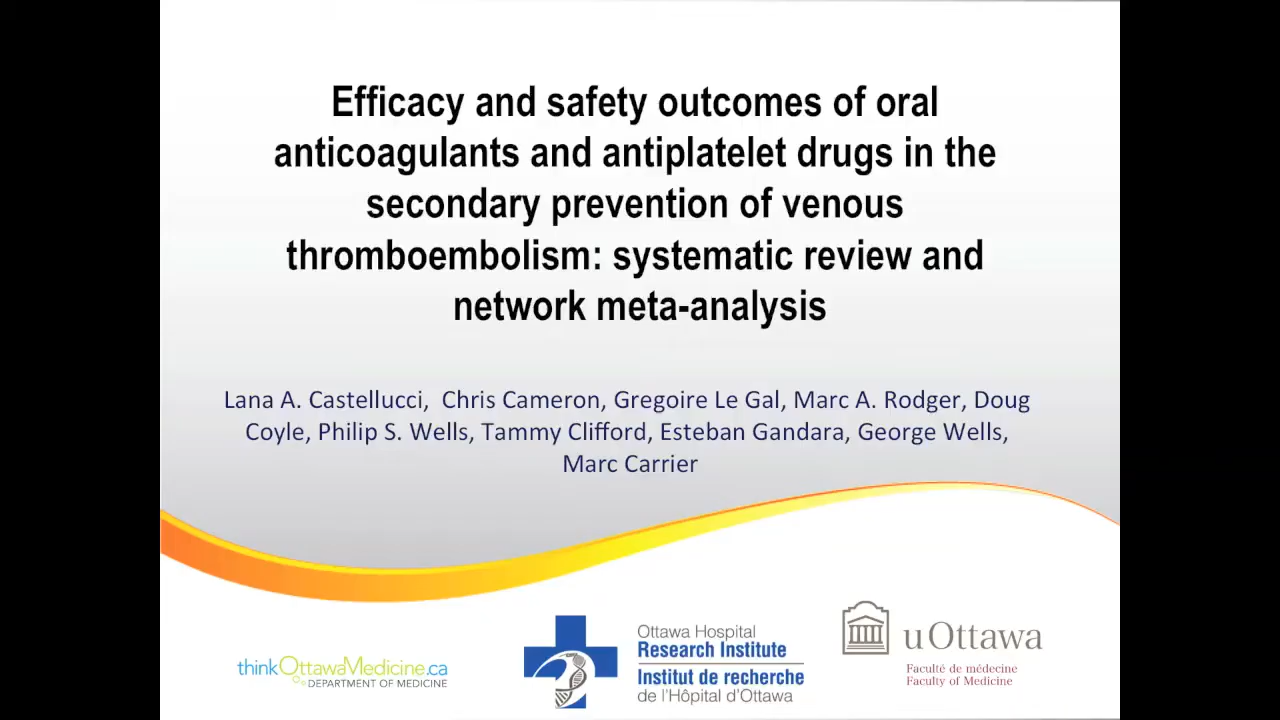 Efficacy and safety outcomes of oral
anticoagulants and antiplatelet drugs in the
secondary prevention of venous
thromboembolism: systematic review and
network meta-analysis
Lana A. Castellucci,  Chris Cameron, Gregoire Le Gal, Marc A. Rodger, Doug
Coyle, Philip S. Wells, Tammy Clifford, Esteban Gandara, George Wells,
Marc Carrier
thinkOttawaMedicine.ca
DEPARTMENT OF MEDICINE
Ottawa Hospital
Research Institute
Institut de recherche
de l'Hôpital d'Ottawa
uOttawa
Faculté de médecine
Faculty of Medicine